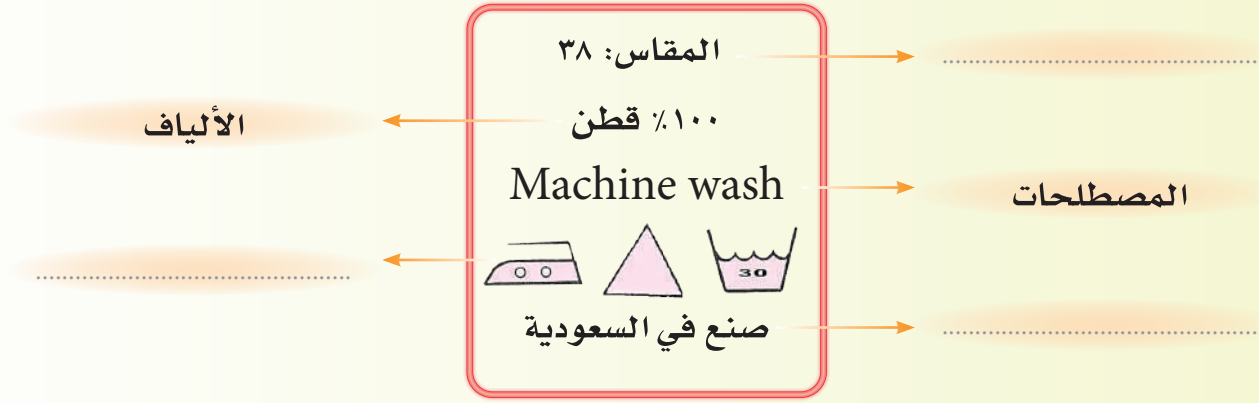 المقاس: ٣٨
١٠٠٪ قطن
الألياف
Machine wash
المصطلحات
30
صنع في السعودية